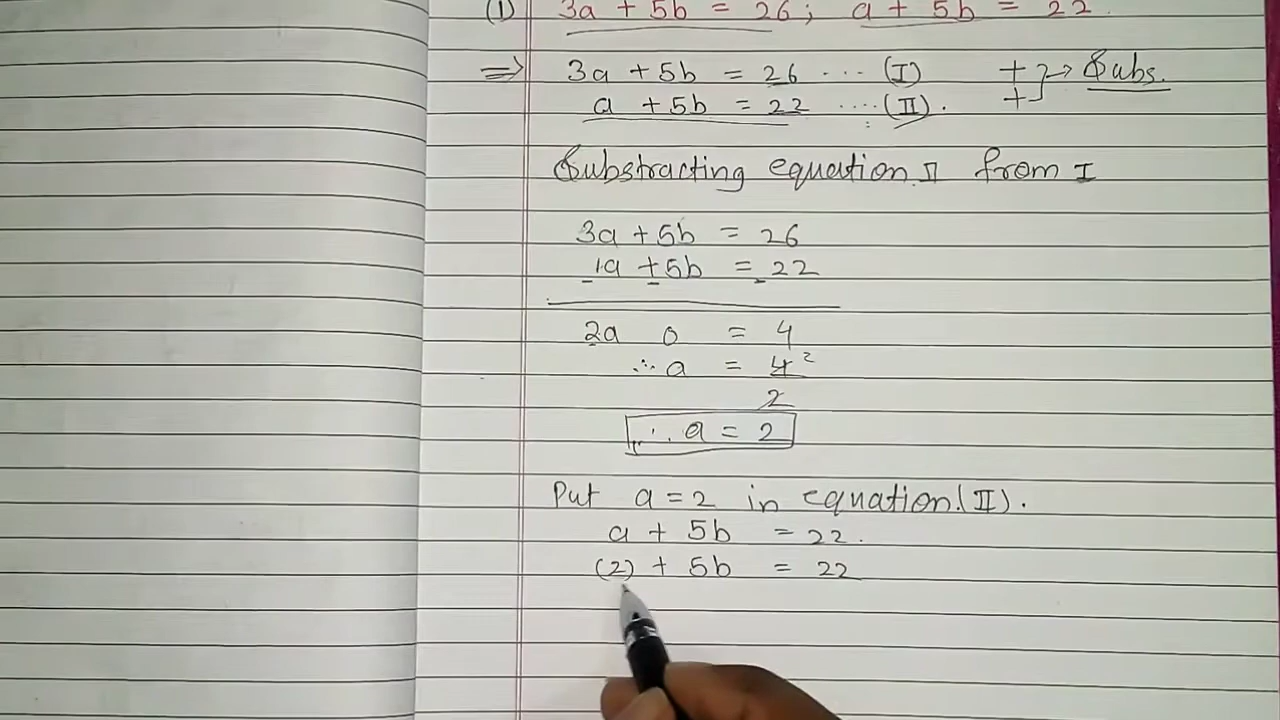 (1) 3a + 5b = 26 ; a + 5b = 22.
⇒ 3a + 5b = 26 ... (I) + → Subs.
a + 5b = 22 ....(II). +
Substracting equation II from I
3a + 5b = 26
1a + 5b = 22
- - -
2a 0 = 4
∴ a = 4 2
2
∴ a = 2
Put a = 2 in equation.(II).
a + 5b = 22.
(2) + 5b = 22